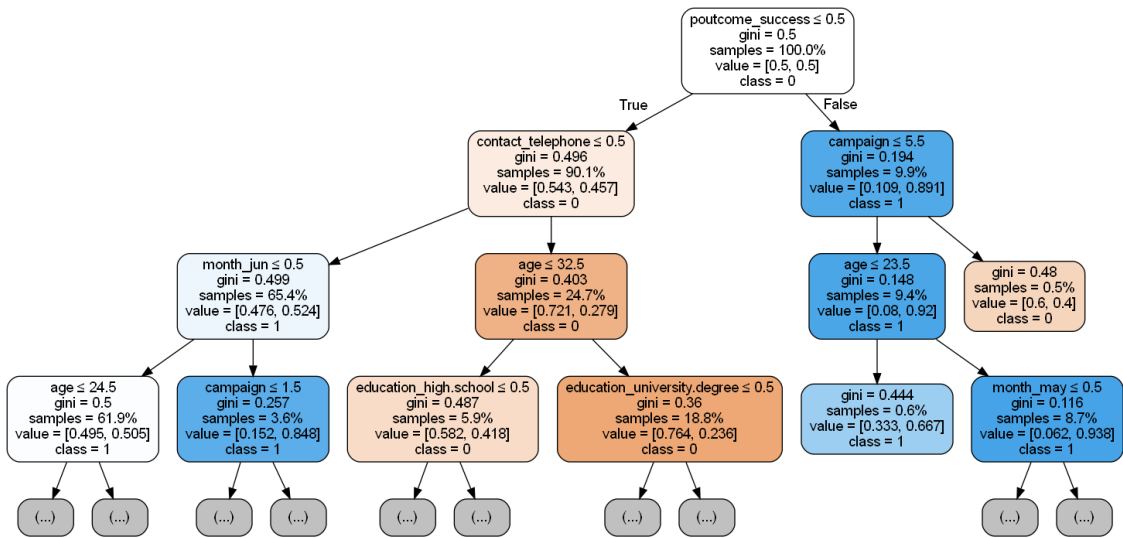 poutcome_success ≤ 0.5
gini = 0.5
samples = 100.0%
value = [0.5, 0.5]
class = 0
True
False
contact_telephone ≤ 0.5
gini = 0.496
samples = 90.1%
value = [0.543, 0.457]
class = 0
campaign ≤ 5.5
gini = 0.194
samples = 9.9%
value = [0.109, 0.891]
class = 1
month_jun ≤ 0.5
gini = 0.499
samples = 65.4%
value = [0.476, 0.524]
class = 1
age ≤ 32.5
gini = 0.403
samples = 24.7%
value = [0.721, 0.279]
class = 0
age ≤ 23.5
gini = 0.148
samples = 9.4%
value = [0.08, 0.92]
class = 1
gini = 0.48
samples = 0.5%
value = [0.6, 0.4]
class = 0
age ≤ 24.5
gini = 0.5
samples = 61.9%
value = [0.495, 0.505]
class = 1
campaign ≤ 1.5
gini = 0.257
samples = 3.6%
value = [0.152, 0.848]
class = 1
education_high.school ≤ 0.5
gini = 0.487
samples = 5.9%
value = [0.582, 0.418]
class = 0
education_university.degree ≤ 0.5
gini = 0.36
samples = 18.8%
value = [0.764, 0.236]
class = 0
gini = 0.444
samples = 0.6%
value = [0.333, 0.667]
class = 1
month_may ≤ 0.5
gini = 0.116
samples = 8.7%
value = [0.062, 0.938]
class = 1
(...)
(...)
(...)
(...)
(...)
(...)
(...)
(...)
(...)
(...)